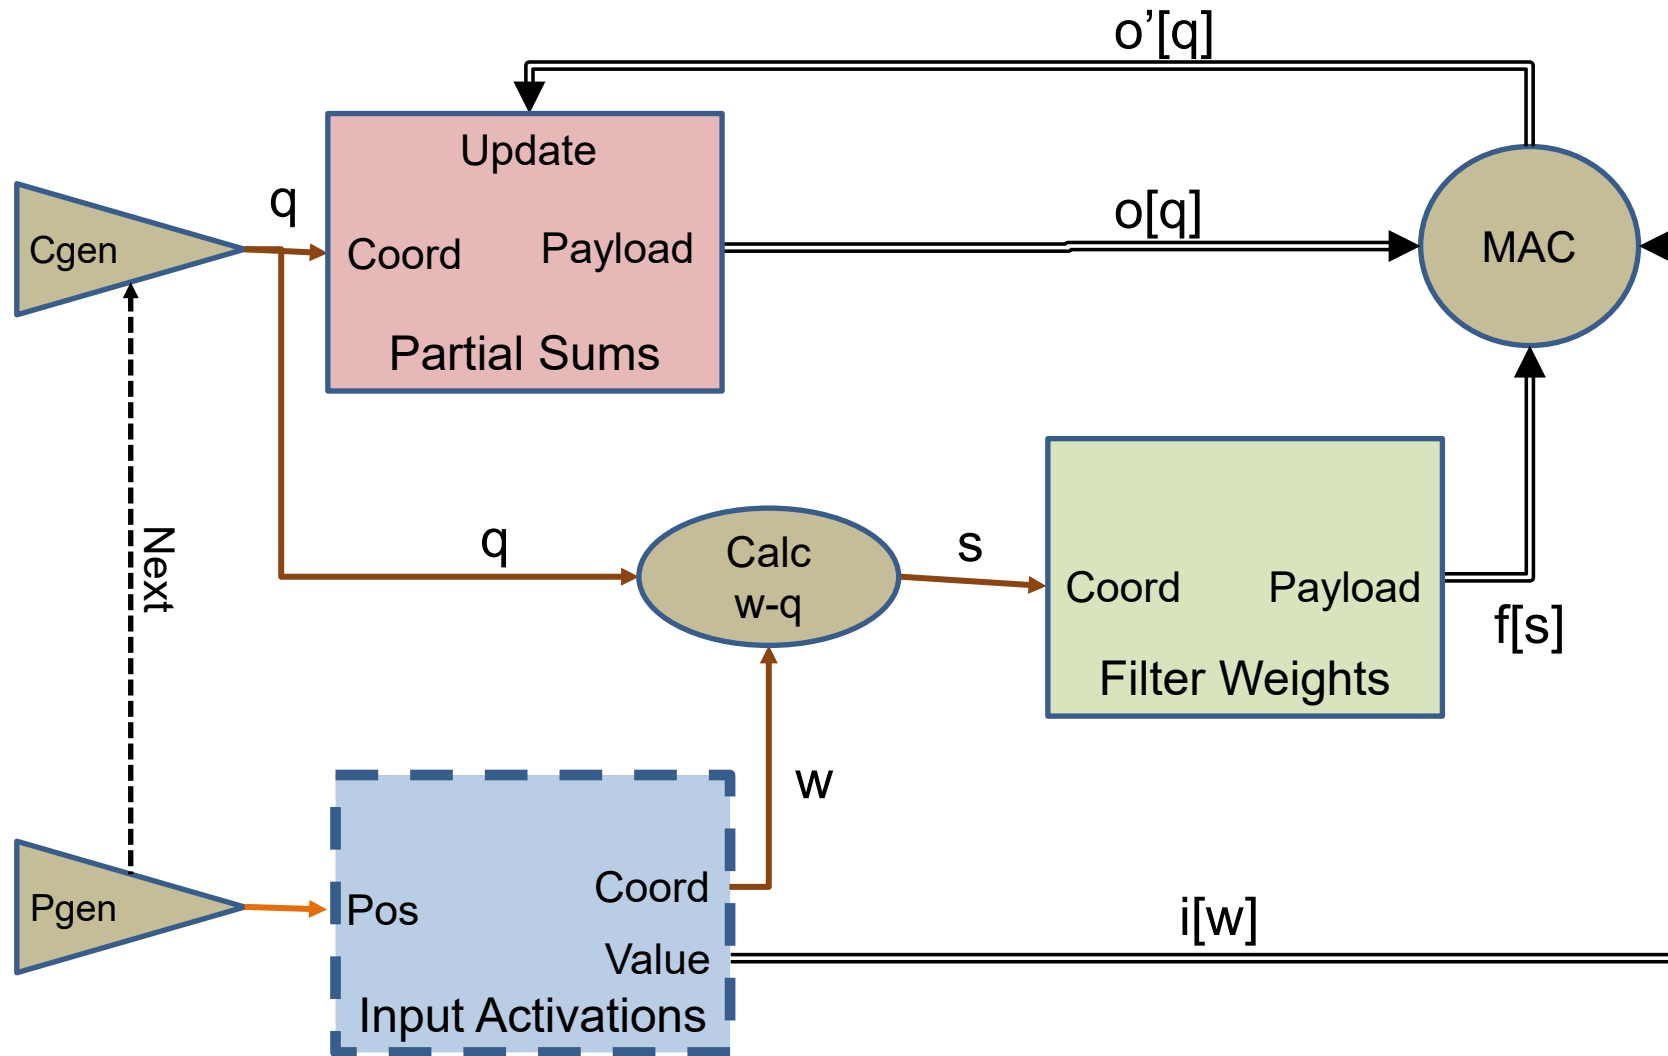 o’[q]
Update
q
Cgen
Coord
Payload
o[q]
MAC
Partial Sums
Next
q
Calc
w-q
s
Coord
Payload
f[s]
Filter Weights
w
Pgen
Pos
Coord
Value
i[w]
Input Activations